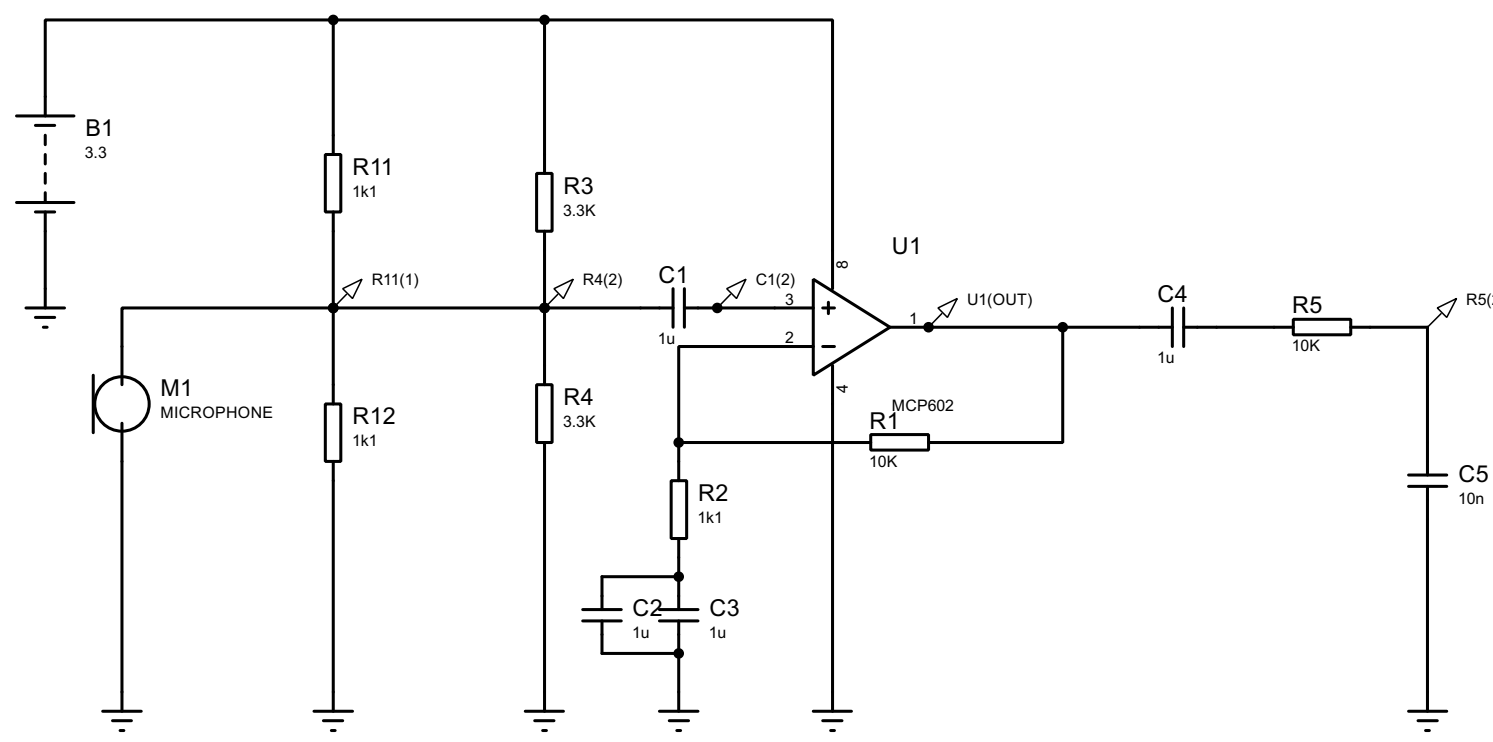 B1
3.3
R11
1k1
R3
3.3K
R11(1)
R4(2)
C1
1u
C1(2)
3
2
8
4
1
U1
U1(OUT)
MCP602
C4
1u
R5
10K
R5(2
M1
MICROPHONE
R12
1k1
R4
3.3K
R1
10K
R2
1k1
C2
1u
C3
1u
C5
10n